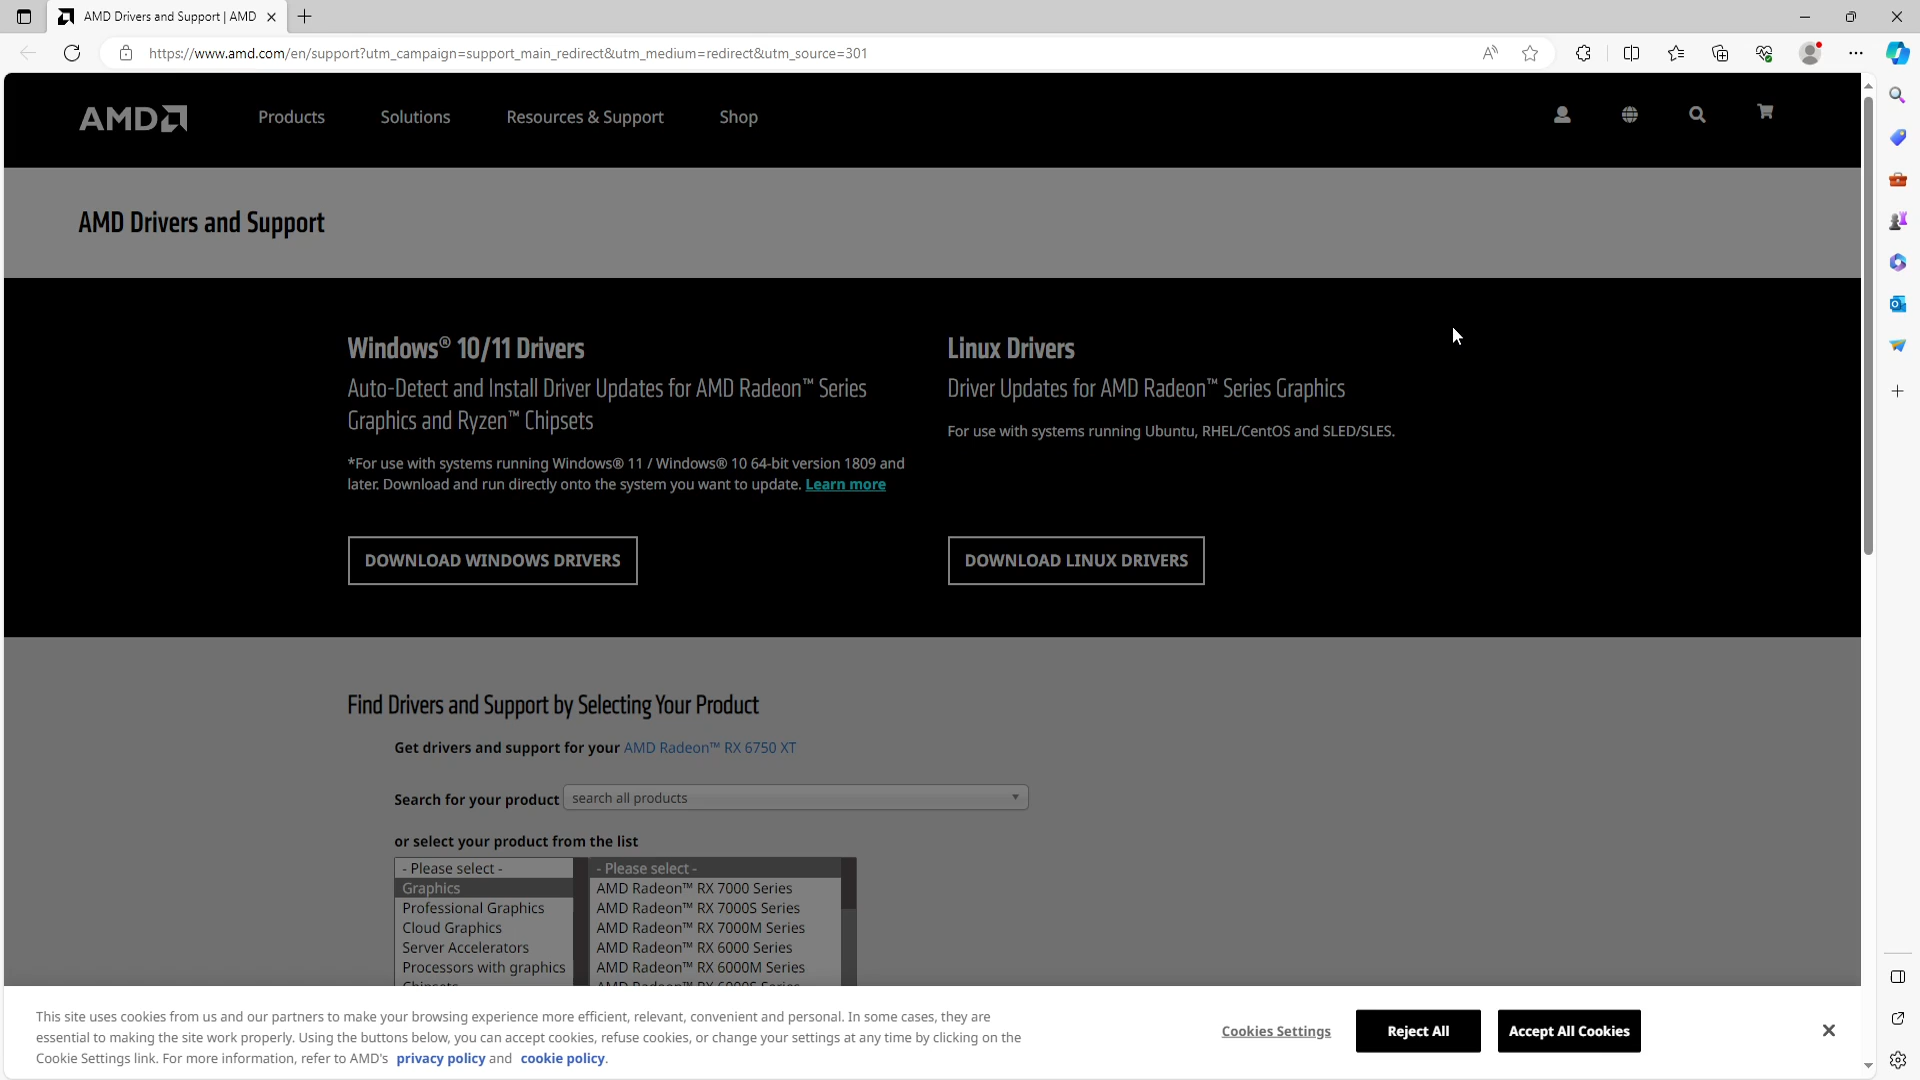 AMD Drivers and Support | AMD
https://www.amd.com/en/support?utm_campaign=support_main_redirect&utm_medium=redirect&utm_source=301
AMD
Products
Solutions
Resources & Support
Shop
AMD Drivers and Support
Windows® 10/11 Drivers
Auto-Detect and Install Driver Updates for AMD Radeon™ Series
Graphics and Ryzen™ Chipsets
*For use with systems running Windows® 11 / Windows® 10 64-bit version 1809 and
later. Download and run directly onto the system you want to update. Learn more
DOWNLOAD WINDOWS DRIVERS
Linux Drivers
Driver Updates for AMD Radeon™ Series Graphics
For use with systems running Ubuntu, RHEL/CentOS and SLED/SLES.
DOWNLOAD LINUX DRIVERS
Find Drivers and Support by Selecting Your Product
Get drivers and support for your AMD Radeon™ RX 6750 XT
Search for your product search all products
or select your product from the list
- Please select -
Graphics
Professional Graphics
Cloud Graphics
Server Accelerators
Processors with graphics
- Please select -
AMD Radeon™ RX 7000 Series
AMD Radeon™ RX 7000S Series
AMD Radeon™ RX 7000M Series
AMD Radeon™ RX 6000 Series
AMD Radeon™ RX 6000M Series
This site uses cookies from us and our partners to make your browsing experience more efficient, relevant, convenient and personal. In some cases, they are
essential to making the site work properly. Using the buttons below, you can accept cookies, refuse cookies, or change your settings at any time by clicking on the
Cookie Settings link. For more information, refer to AMD's privacy policy and cookie policy.
Cookies Settings
Reject All
Accept All Cookies